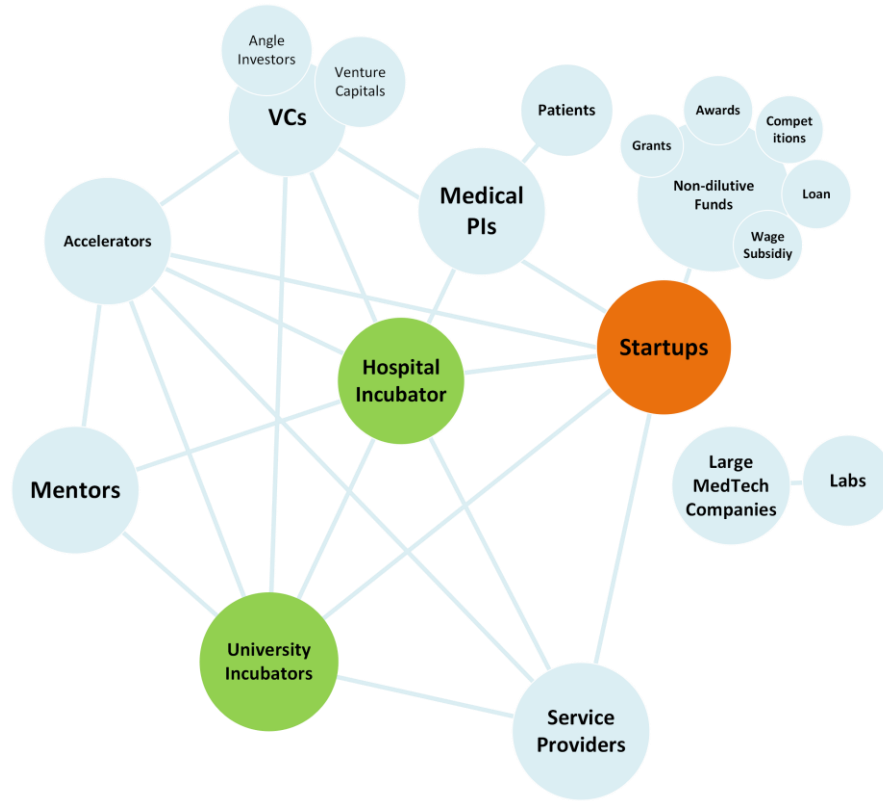 Angle
Investors
Venture
Capitals
VCs
Patients
Awards
Compet
itions
Grants
Non-dilutive
Funds
Loan
Wage
Subsidiy
Medical
PIs
Accelerators
Startups
Hospital
Incubator
Mentors
Large
MedTech
Companies
Labs
University
Incubators
Service
Providers